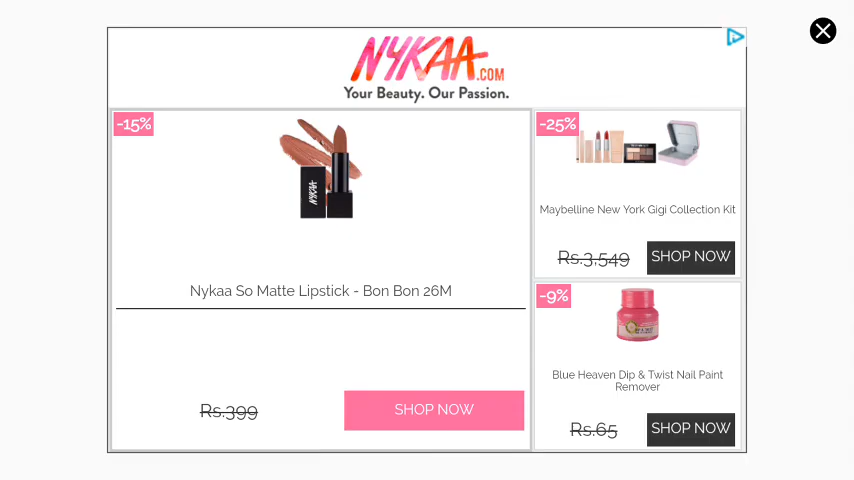 NYKAA.COM
Your Beauty. Our Passion.
-15%
NYKAA
Nykaa So Matte Lipstick - Bon Bon 26M
Rs.399
SHOP NOW
-25%
Maybelline New York Gigi Collection Kit
Rs.3,549
SHOP NOW
-9%
Blue Heaven Dip & Twist Nail Paint
Remover
Rs.65
SHOP NOW